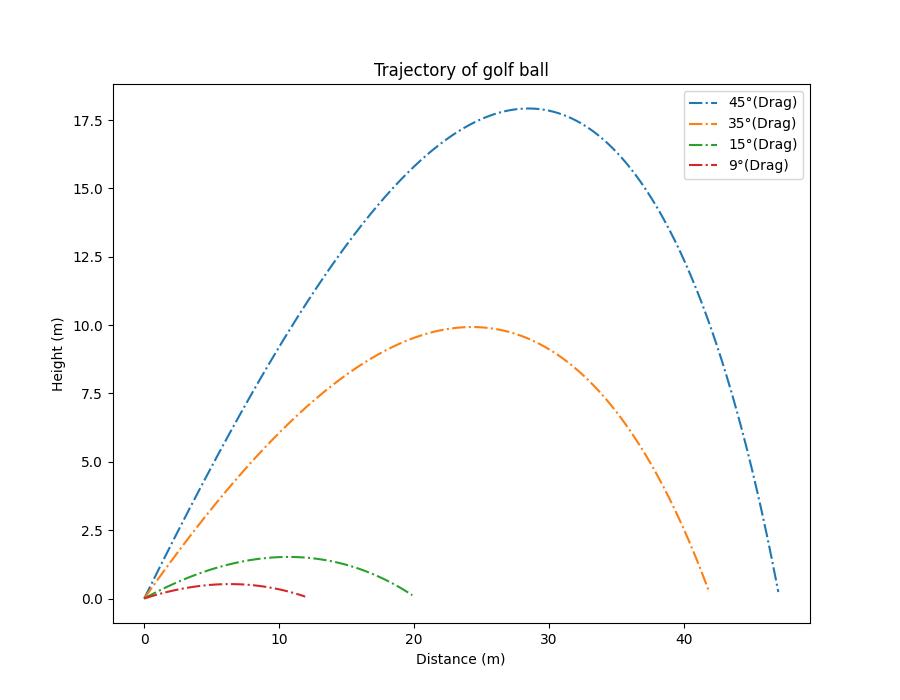 Trajectory of golf ball
45°(Drag)
35°(Drag)
15°(Drag)
9°(Drag)
17.5
15.0
12.5
10.0
7.5
5.0
2.5
0.0
Height (m)
0 10 20 30 40
Distance (m)